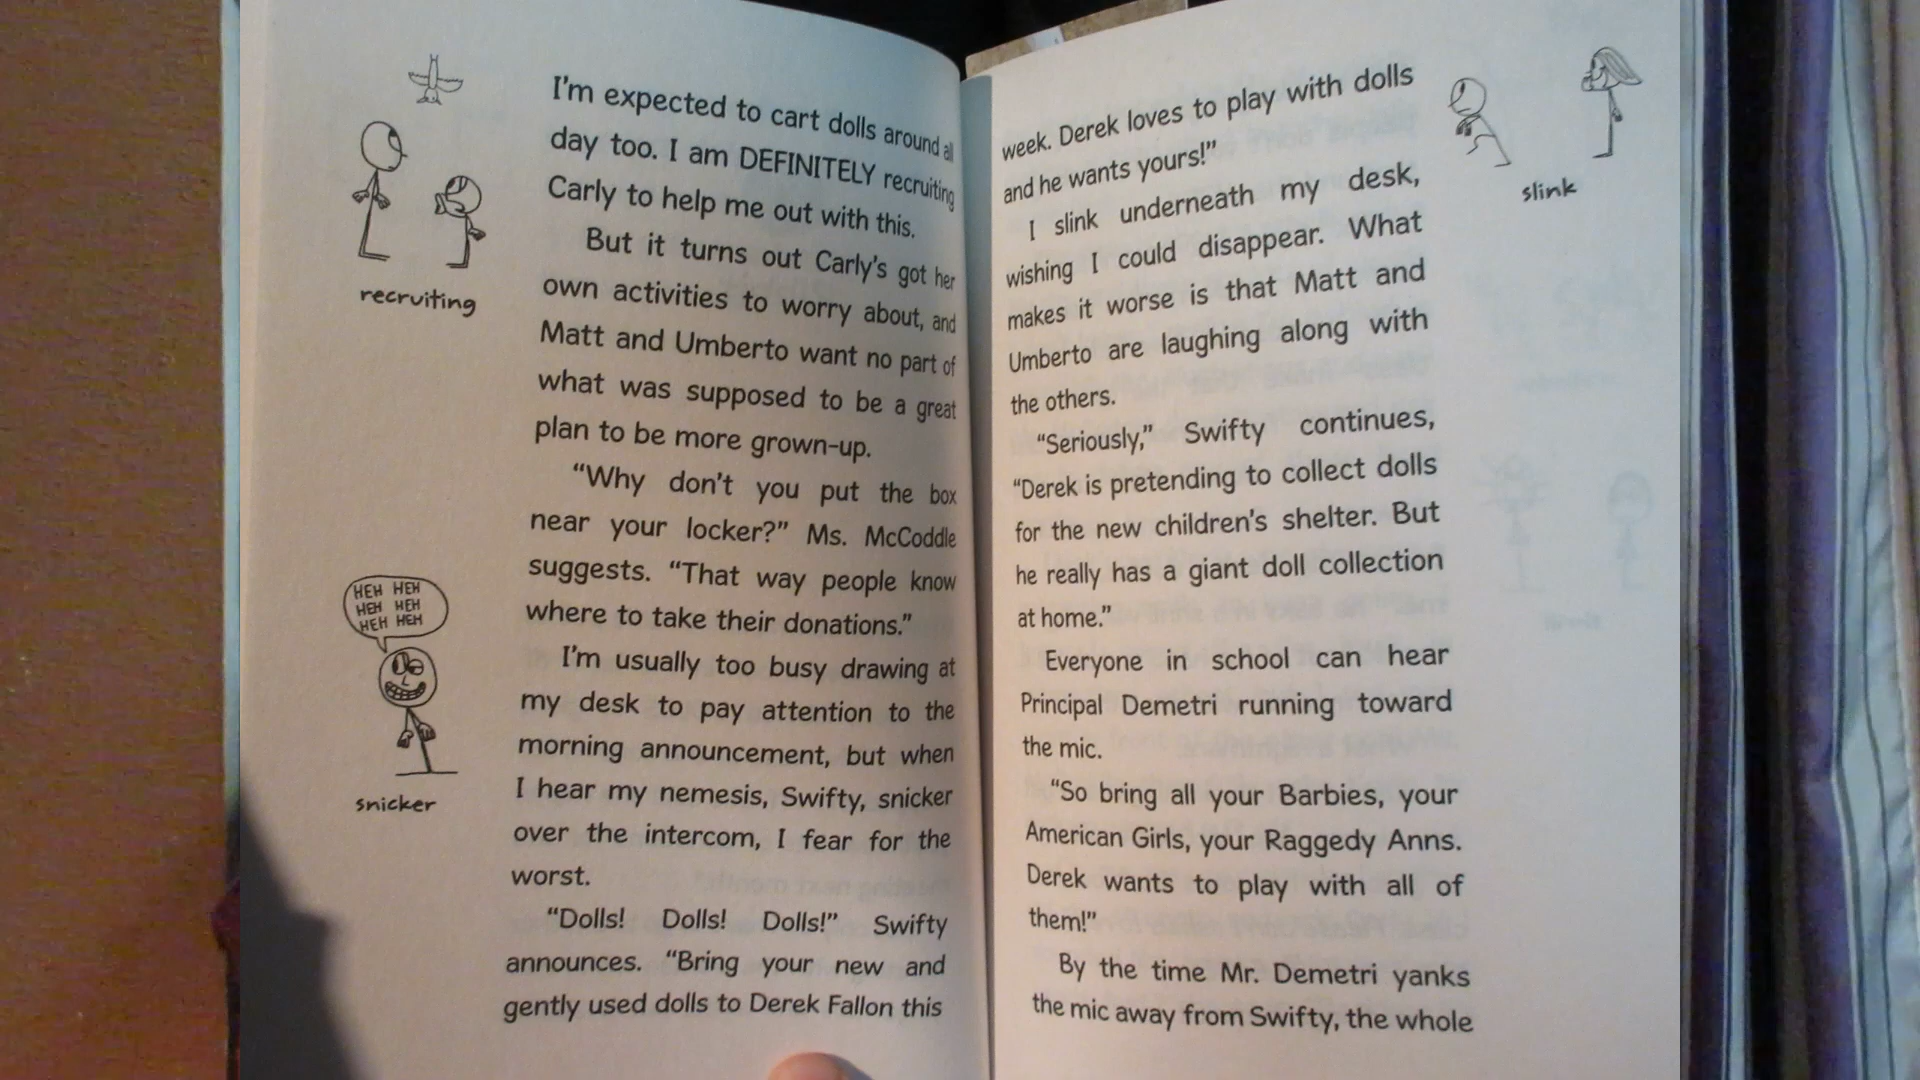 I'm expected to cart dolls around all
day too. I am DEFINITELY recruiting
Carly to help me out with this.
But it turns out Carly's got her
own activities to worry about, and
Matt and Umberto want no part of
what was supposed to be a great
plan to be more grown-up.
"Why don't you put the box
near your locker?" Ms. McCoddle
suggests. "That way people know
where to take their donations."
I'm usually too busy drawing at
my desk to pay attention to the
morning announcement, but when
I hear my nemesis, Swifty, snicker
over the intercom, I fear for the
worst.
"Dolls! Dolls! Dolls!" Swifty
announces. "Bring your new and
gently used dolls to Derek Fallon this
recruiting
HEH HEH
HEH HEH
HEH HEH
snicker
week. Derek loves to play with dolls
and he wants yours!"
I slink underneath my desk,
wishing I could disappear. What
makes it worse is that Matt and
Umberto are laughing along with
the others.
"Seriously," Swifty continues,
"Derek is pretending to collect dolls
for the new children's shelter. But
he really has a giant doll collection
at home."
Everyone in school can hear
Principal Demetri running toward
the mic.
"So bring all your Barbies, your
American Girls, your Raggedy Anns.
Derek wants to play with all of
them!"
By the time Mr. Demetri yanks
the mic away from Swifty, the whole
slink